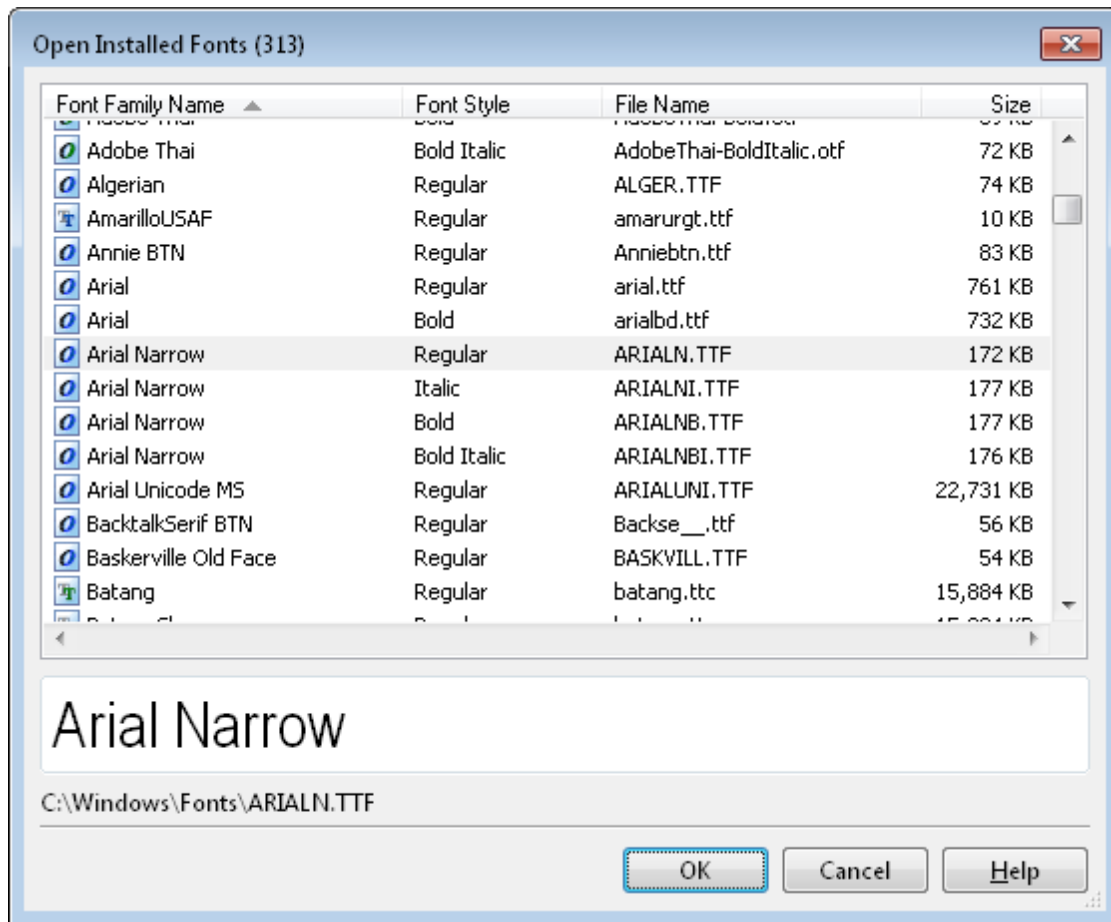 Open Installed Fonts (313)
Font Family Name Font Style File Name Size
Adobe Thai Bold Italic AdobeThai-BoldItalic.otf 72 KB
Algerian Regular ALGER.TTF 74 KB
AmarilloUSAF Regular amarurgt.ttf 10 KB
Annie BTN Regular Anniebtn.ttf 83 KB
Arial Regular arial.ttf 761 KB
Arial Bold arialbd.ttf 732 KB
Arial Narrow Regular ARIALN.TTF 172 KB
Arial Narrow Italic ARIALNI.TTF 177 KB
Arial Narrow Bold ARIALNB.TTF 177 KB
Arial Narrow Bold Italic ARIALNBI.TTF 176 KB
Arial Unicode MS Regular ARIALUNI.TTF 22,731 KB
BacktalkSerif BTN Regular Backse__.ttf 56 KB
Baskerville Old Face Regular BASKVILL.TTF 54 KB
Batang Regular batang.ttc 15,884 KB
Arial Narrow
C:\Windows\Fonts\ARIALN.TTF
OK Cancel Help